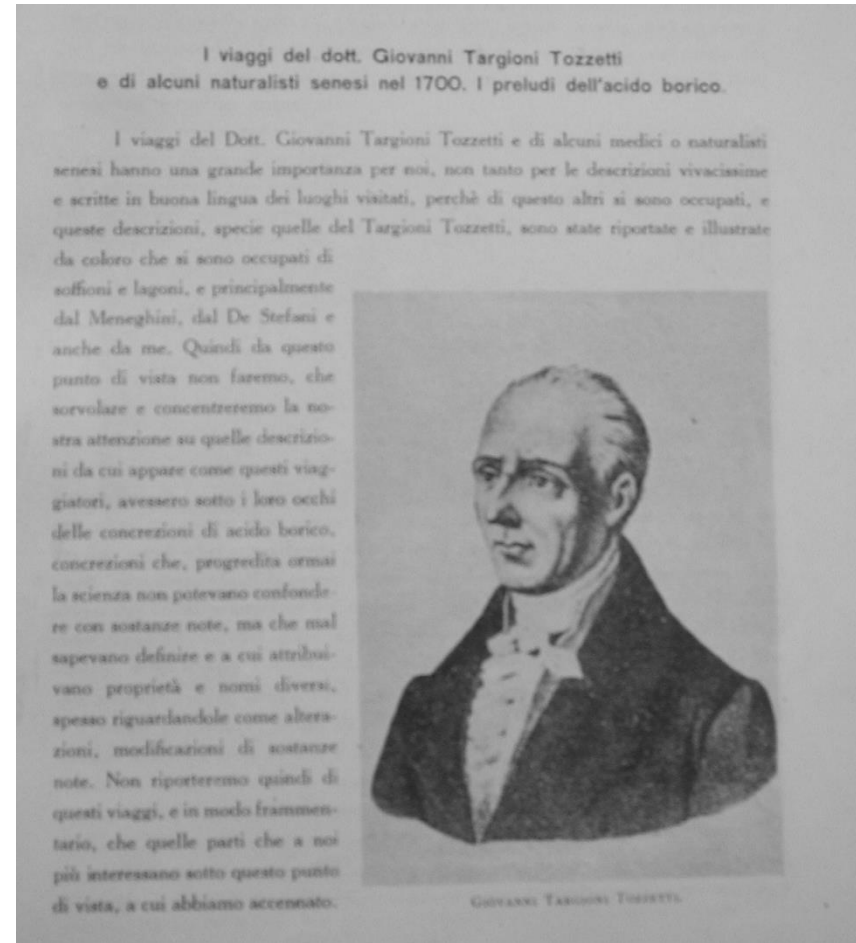 I viaggi del dott. Giovanni Targioni Tozzetti
e di alcuni naturalisti senesi nel 1700. I preludi dell'acido borico.
I viaggi del Dott. Giovanni Targioni Tozzetti e di alcuni medici o naturalisti
senesi hanno una grande importanza per noi, non tanto per le descrizioni vivacissime
e scritte in buona lingua dei luoghi visitati, perchè di questo altri si sono occupati, e
queste descrizioni, specie quelle del Targioni Tozzetti, sono state riportate e illustrate
da coloro che si sono occupati di
soffioni e lagoni, e principalmente
dal Meneghini, dal De Stefani e
anche da me. Quindi da questo
punto di vista non faremo, che
sorvolare e concentreremo la no-
stra attenzione su quelle descrizio-
ni da cui appare come questi viag-
giatori, avessero sotto i loro occhi
delle concrezioni di acido borico,
concrezioni che, progredita ormai
la scienza non potevano confonde-
re con sostanze note, ma che mal
sapevano definire e a cui attribui-
vano proprietà e nomi diversi,
spesso riguardandole come altera-
zioni, modificazioni di sostanze
note. Non riporteremo quindi di
questi viaggi, e in modo frammen-
tario, che quelle parti che a noi
più interessano sotto questo punto
di vista, a cui abbiamo accennato.
Giovanni Targioni Tozzetti.